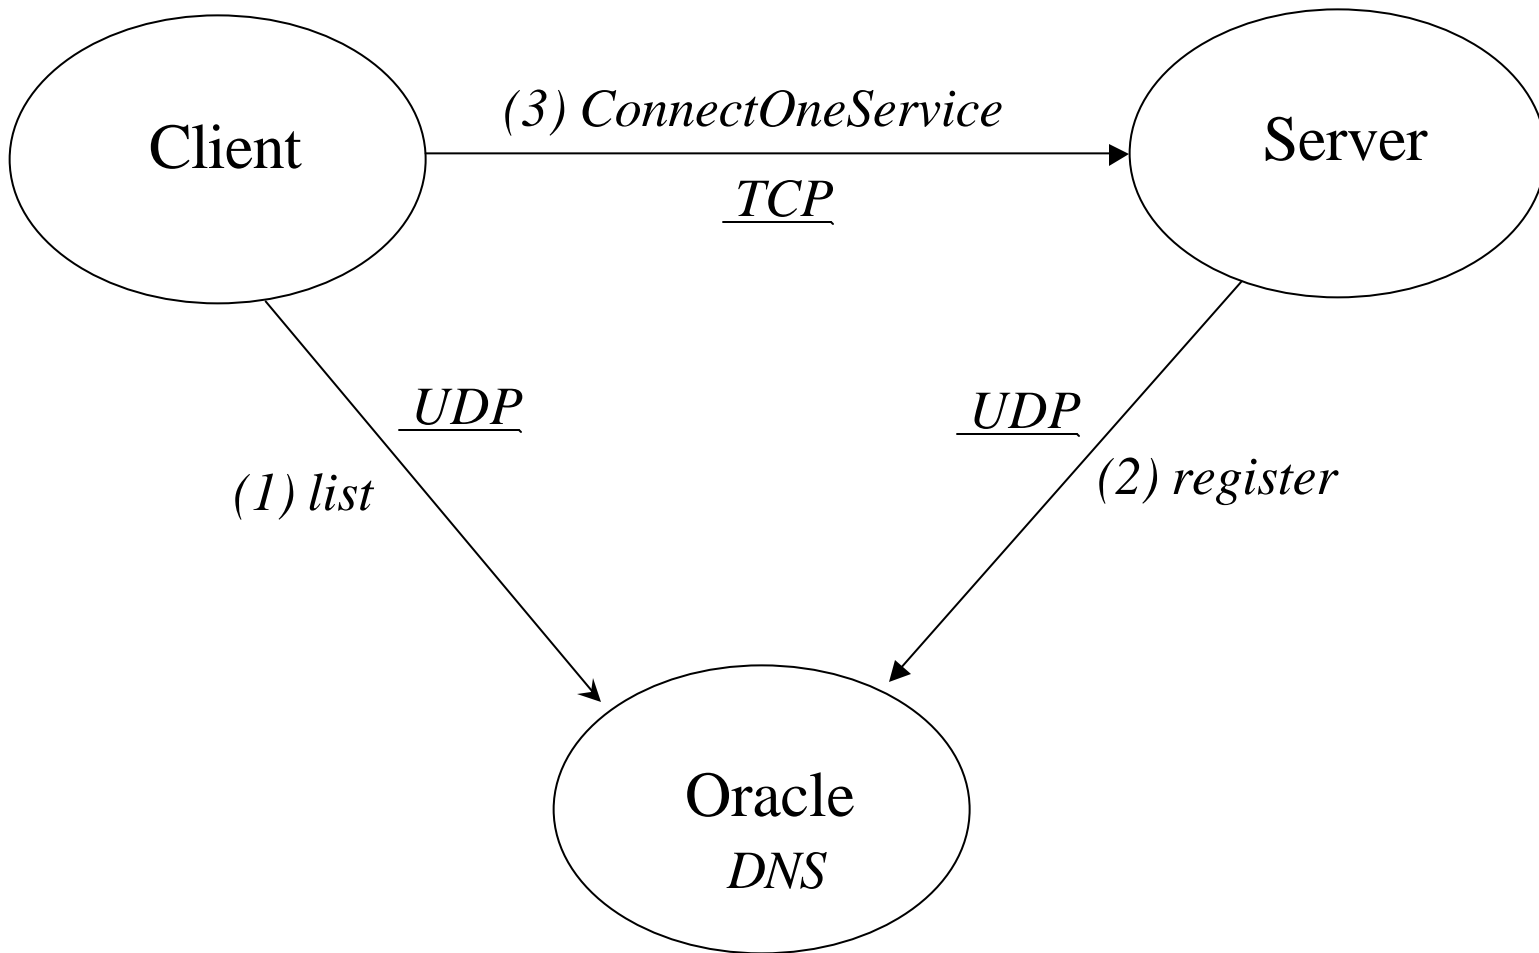 (3) ConnectOneService
Client
Server
TCP
UDP
UDP
(1) list
(2) register
Oracle
DNS